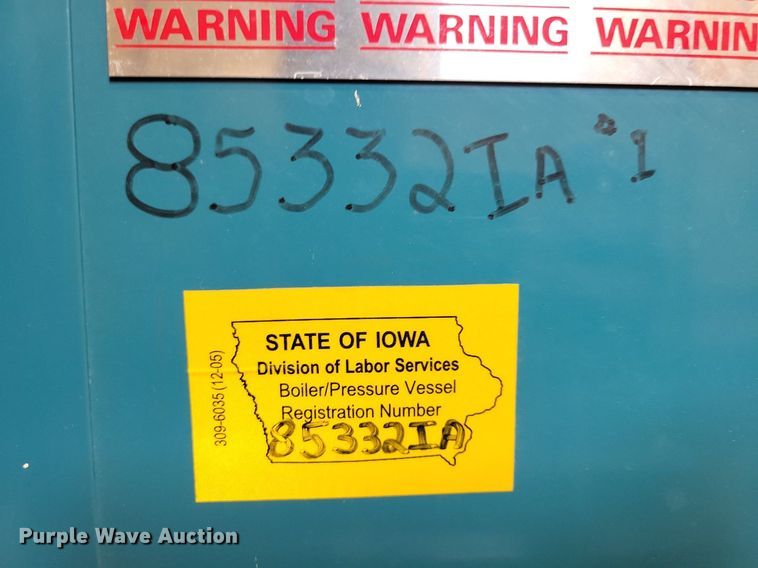 WARNING WARNING WARNIN
85332IA #1
STATE OF IOWA
Division of Labor Services
Boiler/Pressure Vessel
Registration Number
85332IA
309-6035 (12-05)
Purple Wave Auction